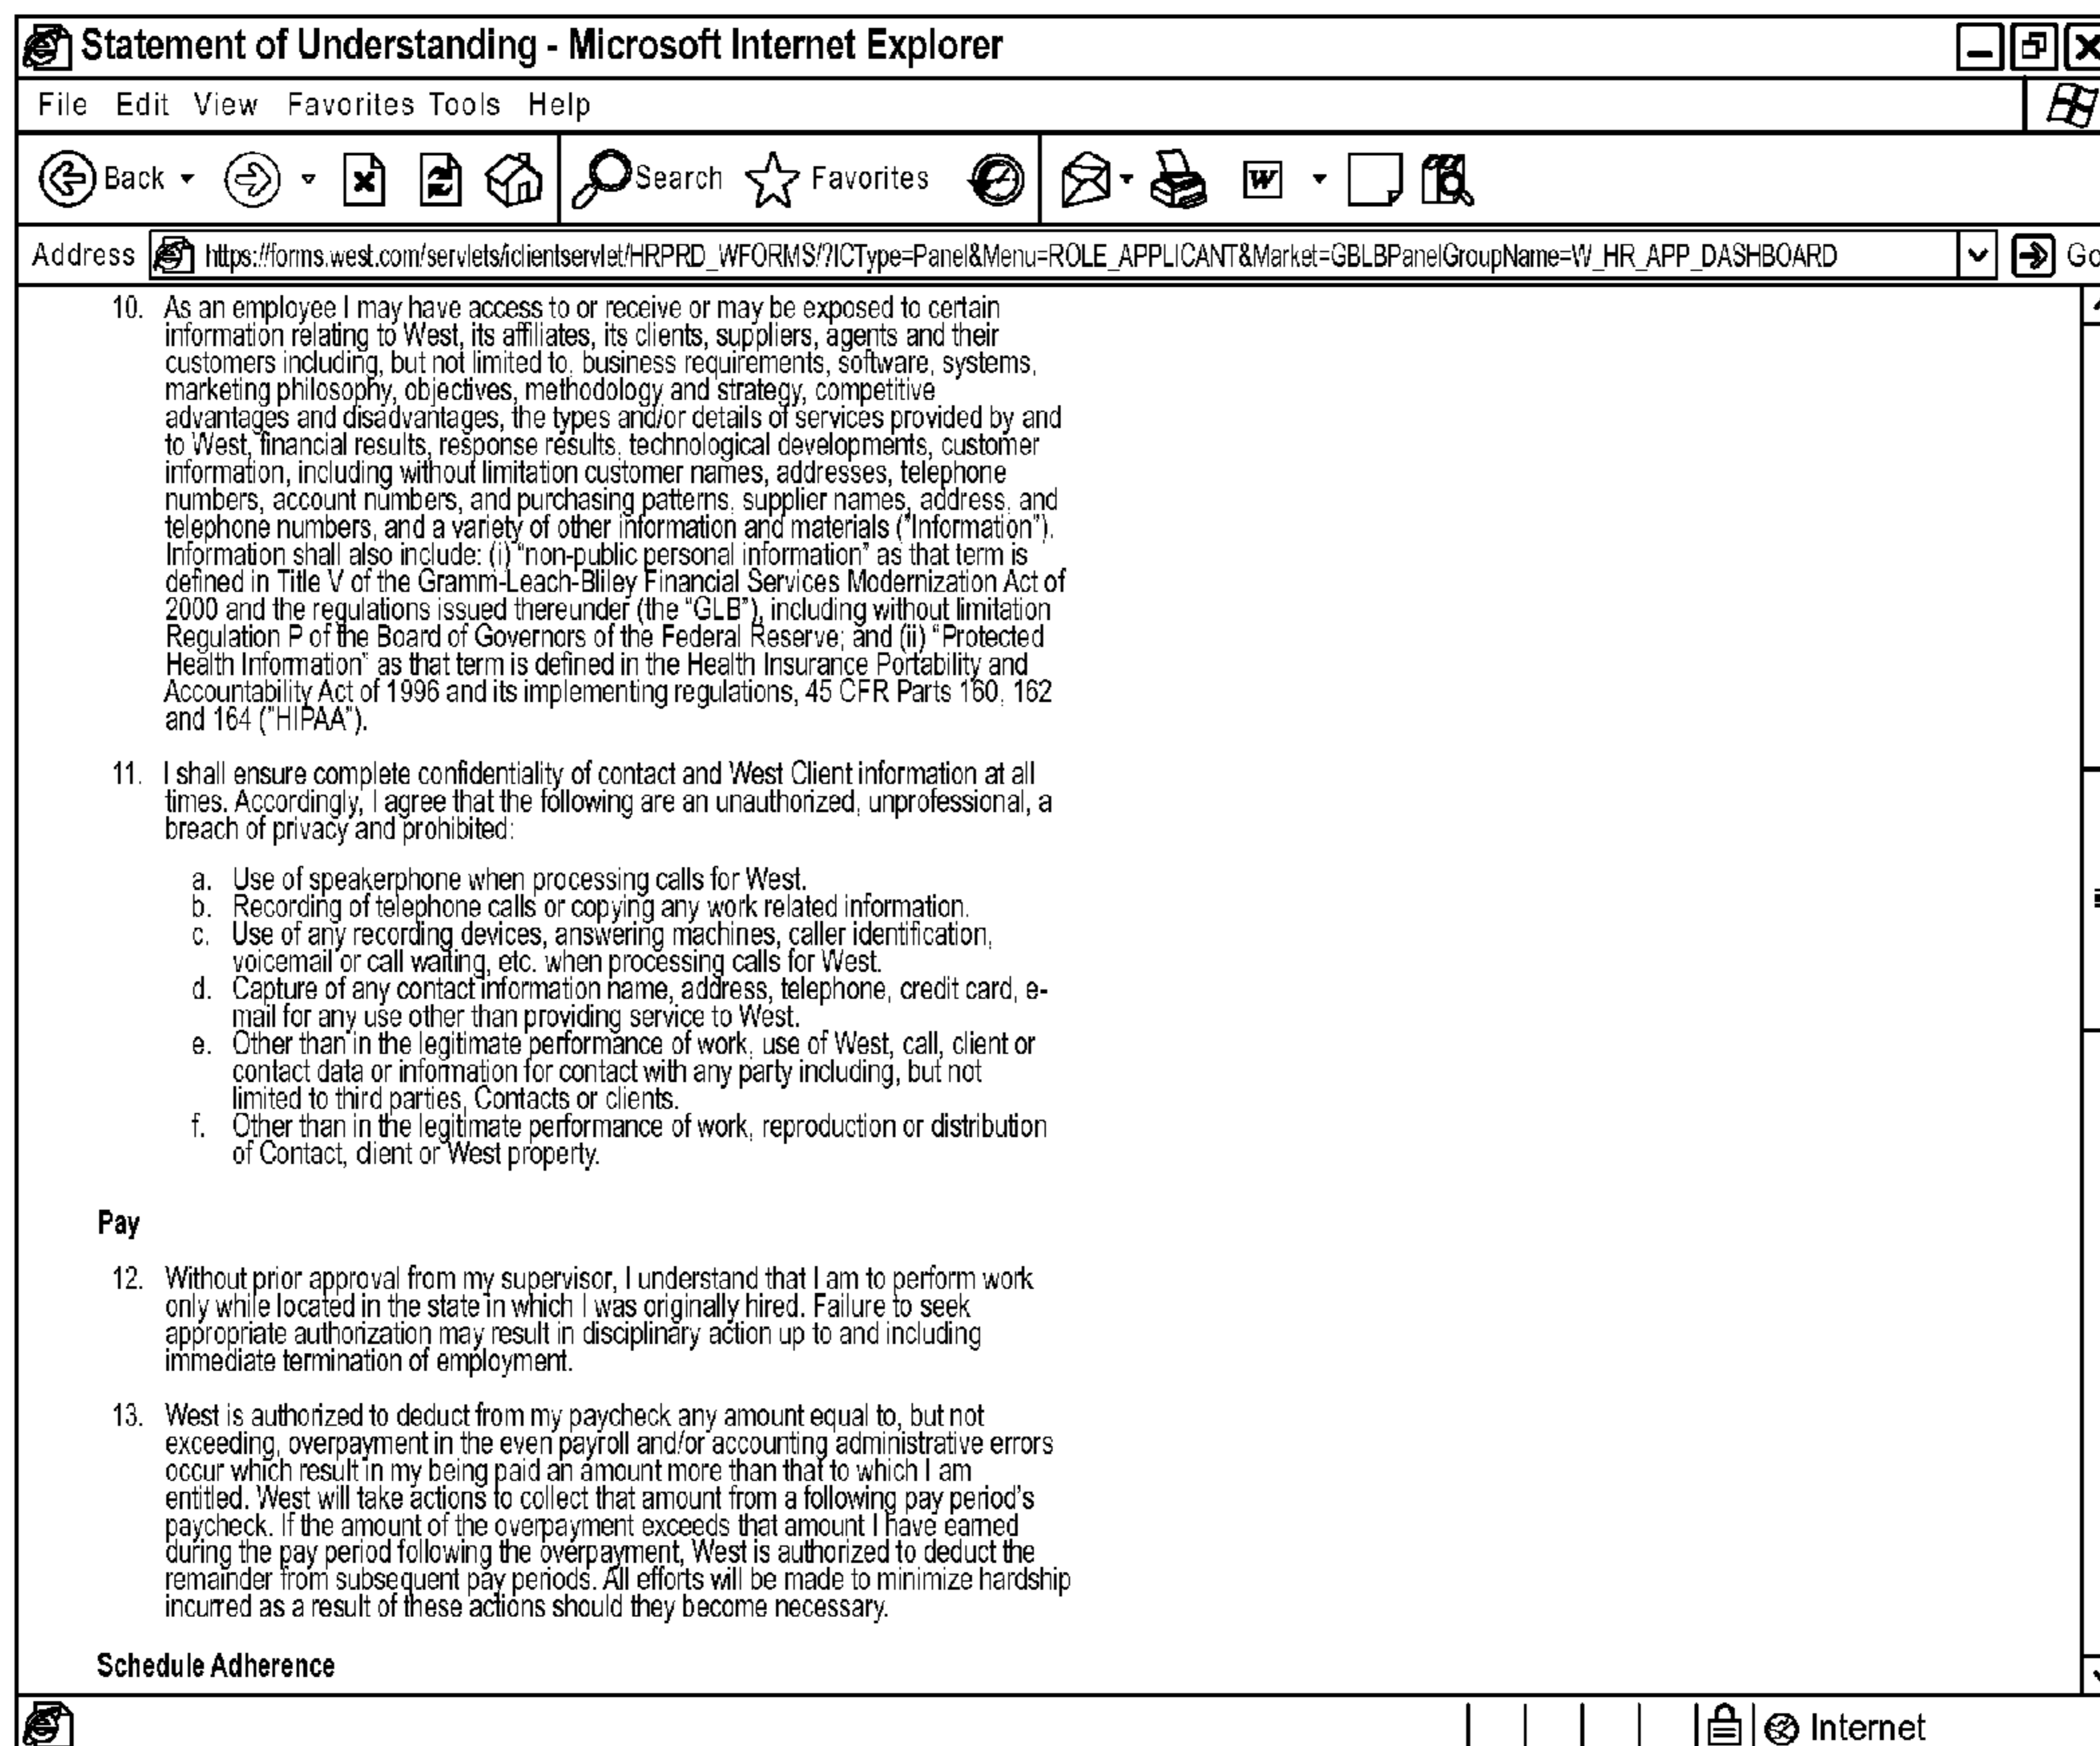 Statement of Understanding - Microsoft Internet Explorer
File Edit View Favorites Tools Help
Back Search Favorites W
Address https://forms.west.com/servlets/iclientservlet/HRPRD_WFORMS/?ICType=Panel&Menu=ROLE_APPLICANT&Market=GBLBPanelGroupName=W_HR_APP_DASHBOARD Go
10. As an employee I may have access to or receive or may be exposed to certain
information relating to West, its affiliates, its clients, suppliers, agents and their
customers including, but not limited to, business requirements, software, systems,
marketing philosophy, objectives, methodology and strategy, competitive
advantages and disadvantages, the types and/or details of services provided by and
to West, financial results, response results, technological developments, customer
information, including without limitation customer names, addresses, telephone
numbers, account numbers, and purchasing patterns, supplier names, address, and
telephone numbers, and a variety of other information and materials ("Information").
Information shall also include: (i) "non-public personal information" as that term is
defined in Title V of the Gramm-Leach-Bliley Financial Services Modernization Act of
2000 and the regulations issued thereunder (the "GLB"), including without limitation
Regulation P of the Board of Governors of the Federal Reserve; and (ii) "Protected
Health Information" as that term is defined in the Health Insurance Portability and
Accountability Act of 1996 and its implementing regulations, 45 CFR Parts 160, 162
and 164 ("HIPAA").
11. I shall ensure complete confidentiality of contact and West Client information at all
times. Accordingly, I agree that the following are an unauthorized, unprofessional, a
breach of privacy and prohibited:
a. Use of speakerphone when processing calls for West.
b. Recording of telephone calls or copying any work related information.
c. Use of any recording devices, answering machines, caller identification,
voicemail or call waiting, etc. when processing calls for West.
d. Capture of any contact information name, address, telephone, credit card, e-
mail for any use other than providing service to West.
e. Other than in the legitimate performance of work, use of West, call, client or
contact data or information for contact with any party including, but not
limited to third parties, Contacts or clients.
f. Other than in the legitimate performance of work, reproduction or distribution
of Contact, client or West property.
Pay
12. Without prior approval from my supervisor, I understand that I am to perform work
only while located in the state in which I was originally hired. Failure to seek
appropriate authorization may result in disciplinary action up to and including
immediate termination of employment.
13. West is authorized to deduct from my paycheck any amount equal to, but not
exceeding, overpayment in the even payroll and/or accounting administrative errors
occur which result in my being paid an amount more than that to which I am
entitled. West will take actions to collect that amount from a following pay period's
paycheck. If the amount of the overpayment exceeds that amount I have earned
during the pay period following the overpayment, West is authorized to deduct the
remainder from subsequent pay periods. All efforts will be made to minimize hardship
incurred as a result of these actions should they become necessary.
Schedule Adherence
Internet